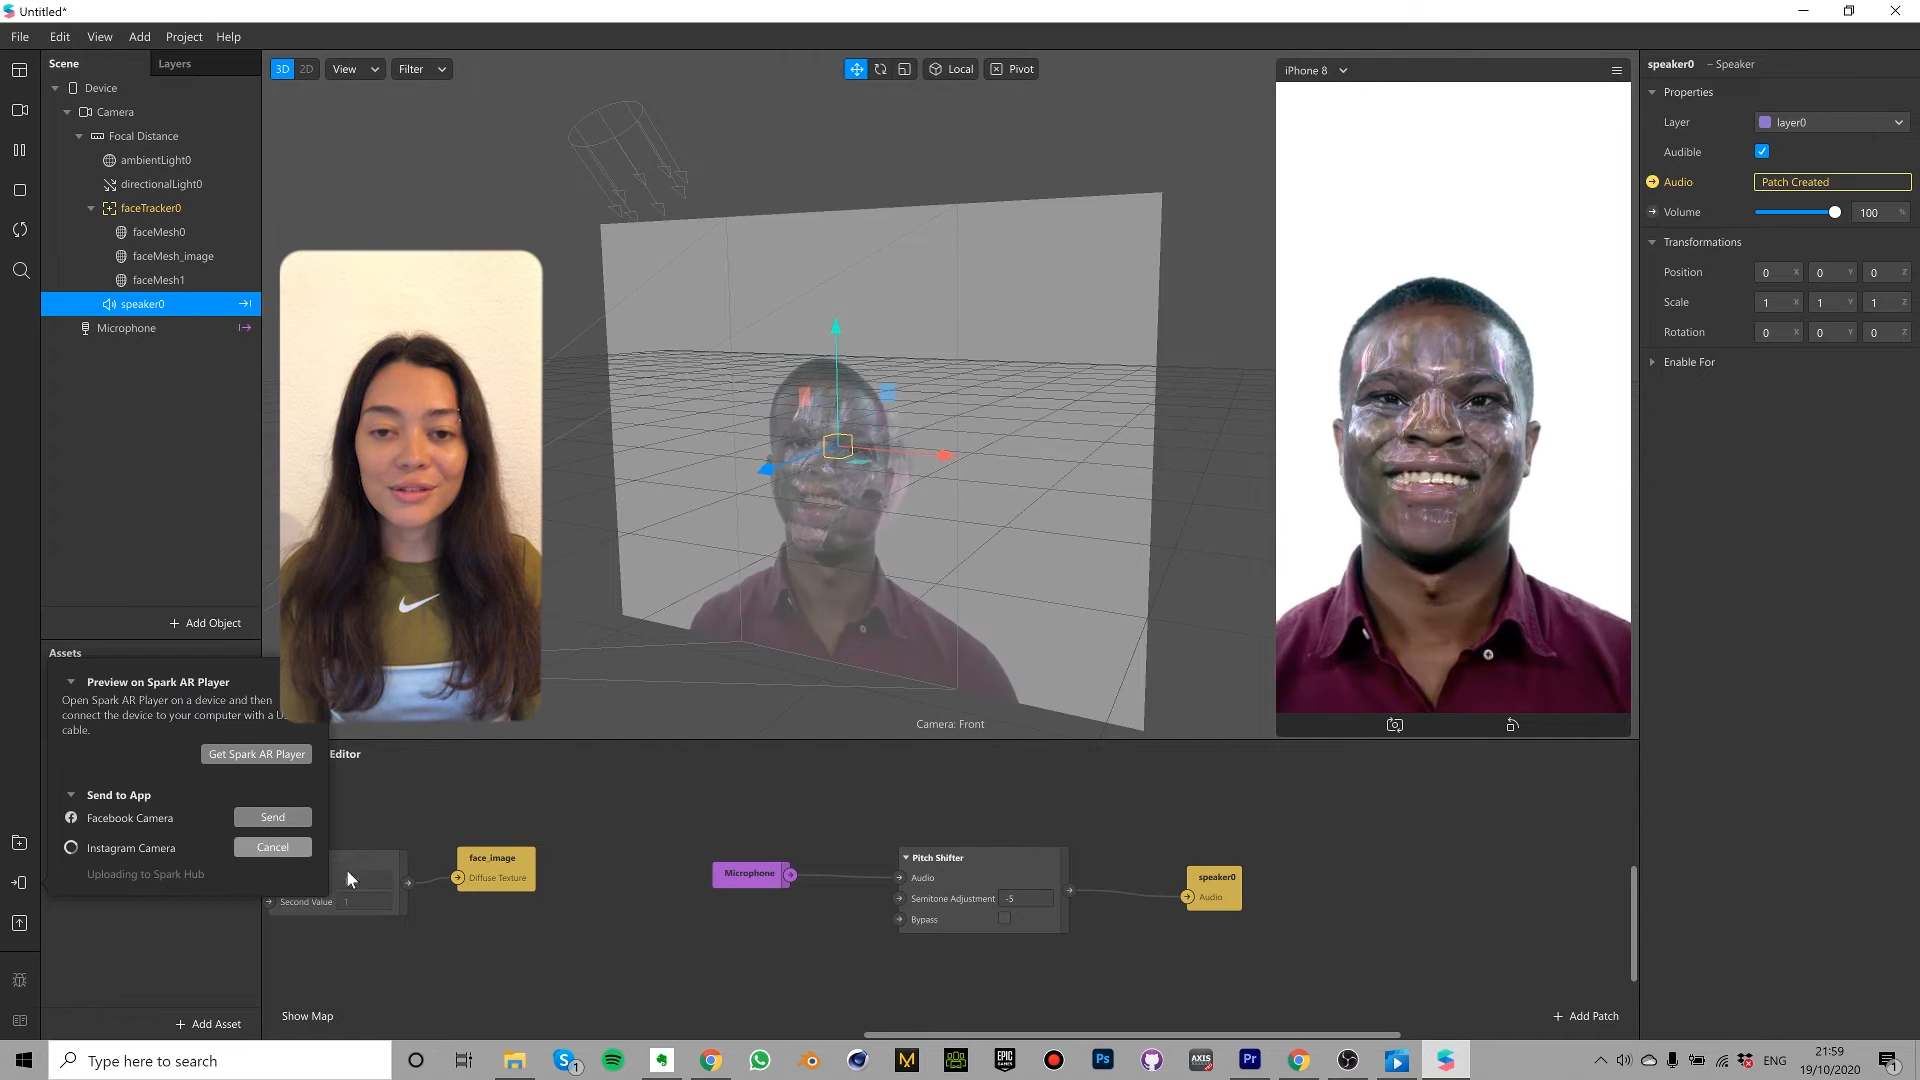 Untitled*
File Edit View Add Project Help
Scene Layers
Device
Camera
Focal Distance
ambientLight0
directionalLight0
faceTracker0
faceMesh0
faceMesh_image
faceMesh1
speaker0
Microphone
+ Add Object
Assets
Preview on Spark AR Player
Open Spark AR Player on a device and then
connect the device to your computer with a U
cable.
Get Spark AR Player
Send to App
Facebook Camera Send
Instagram Camera Cancel
Uploading to Spark Hub
+ Add Asset
3D 2D View Filter Local Pivot
Camera: Front
iPhone 8
speaker0 – Speaker
Properties
Layer layer0
Audible
Audio Patch Created
Volume 100 %
Transformations
Position 0 X 0 Y 0 Z
Scale 1 X 1 Y 1 Z
Rotation 0 X 0 Y 0 Z
Enable For
Editor
Second Value 1
face_image
Diffuse Texture
Microphone
Pitch Shifter
Audio
Semitone Adjustment -5
Bypass
speaker0
Audio
Show Map
+ Add Patch
Type here to search
EPIC GAMES
Ps
AXIS
Pr
ENG
21:59
19/10/2020